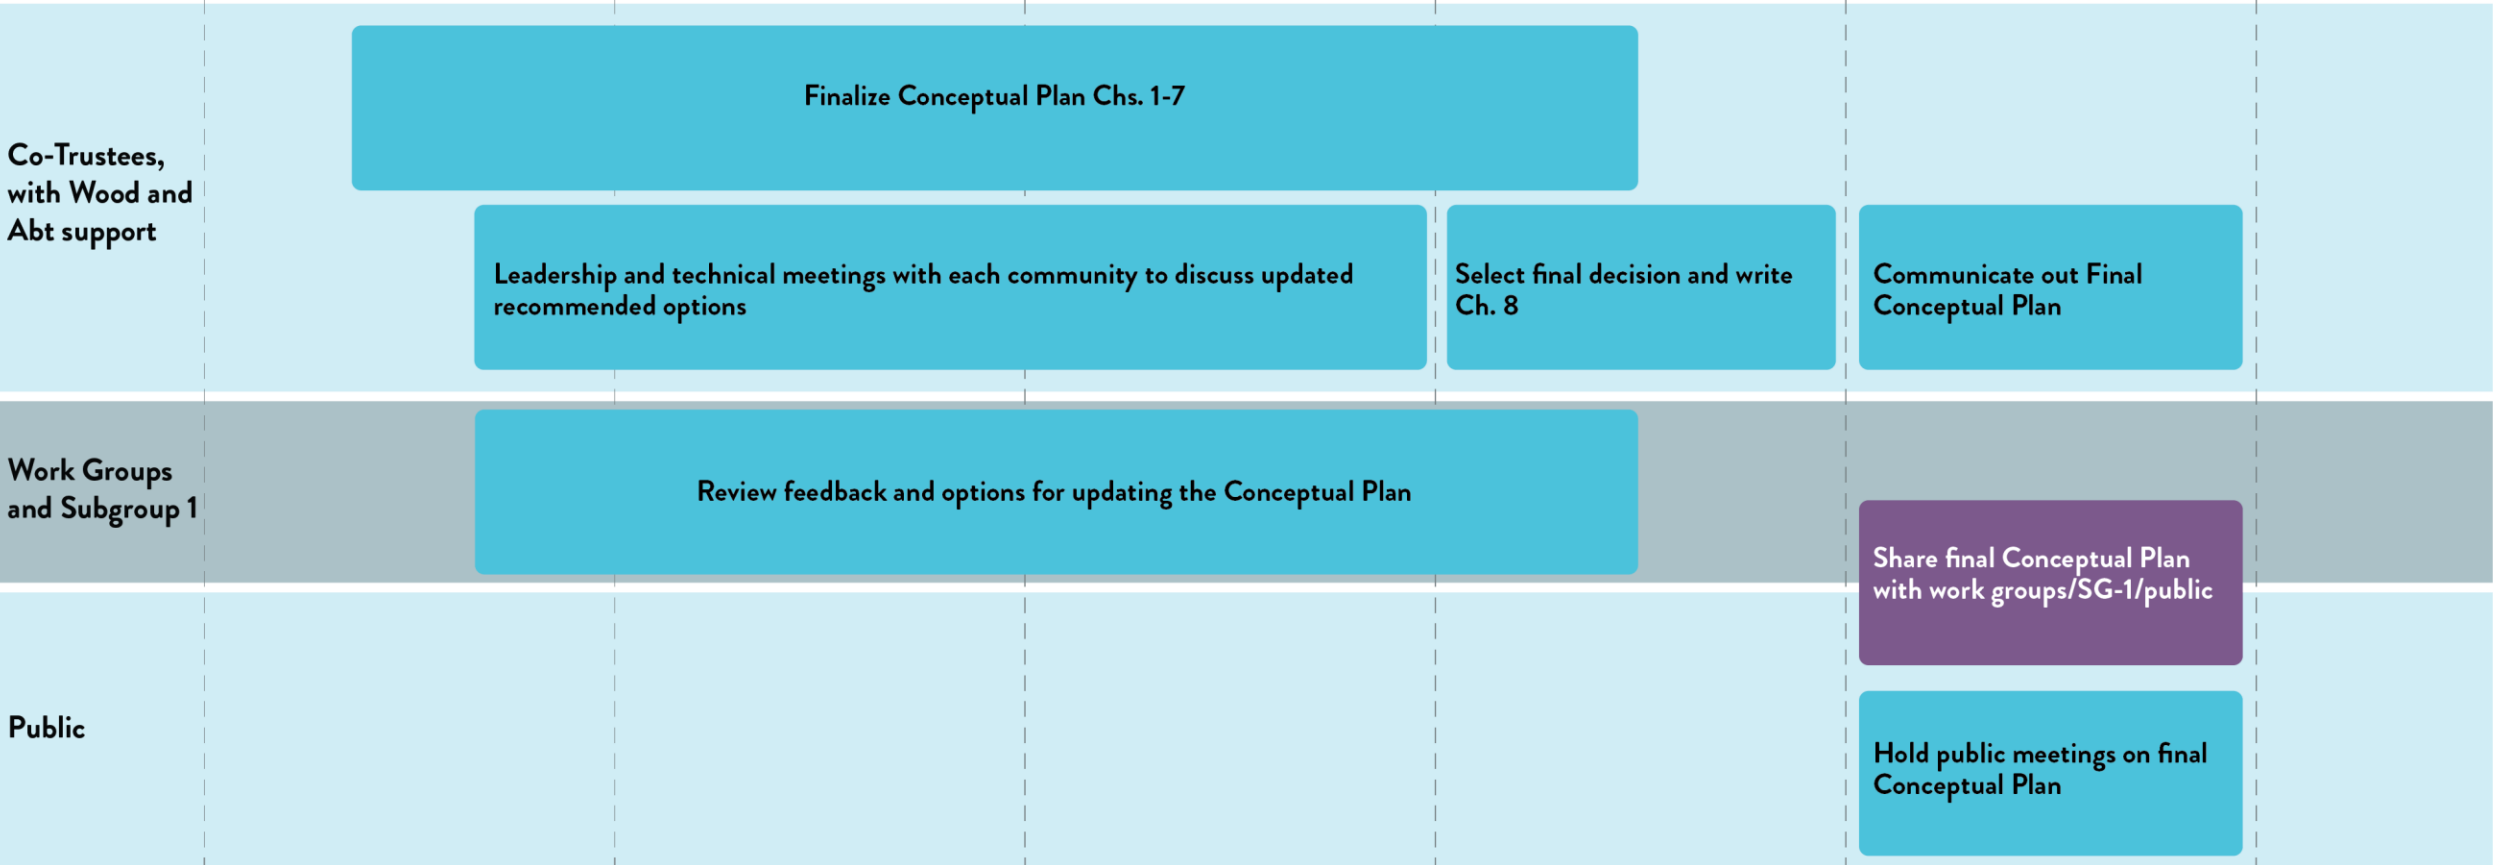 Finalize Conceptual Plan Chs. 1-7
Co-Trustees,
with Wood and
Abt support
Leadership and technical meetings with each community to discuss updated
recommended options
Select final decision and write
Ch. 8
Communicate out Final
Conceptual Plan
Work Groups
and Subgroup 1
Review feedback and options for updating the Conceptual Plan
Share final Conceptual Plan
with work groups/SG-1/public
Public
Hold public meetings on final
Conceptual Plan